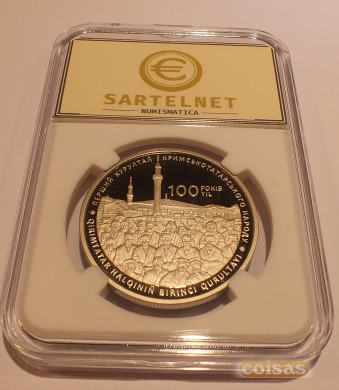 €
SARTELNET
NUMISMATICA
ПЕРШИЙ КУРУЛТАЙ КРИМСЬКОТАТАРСЬКОГО НАРОДУ
100 РОКІВ
YIL
QIRIMTATAR HALQINIÑ BIRINCI QURULTAYI
coisas